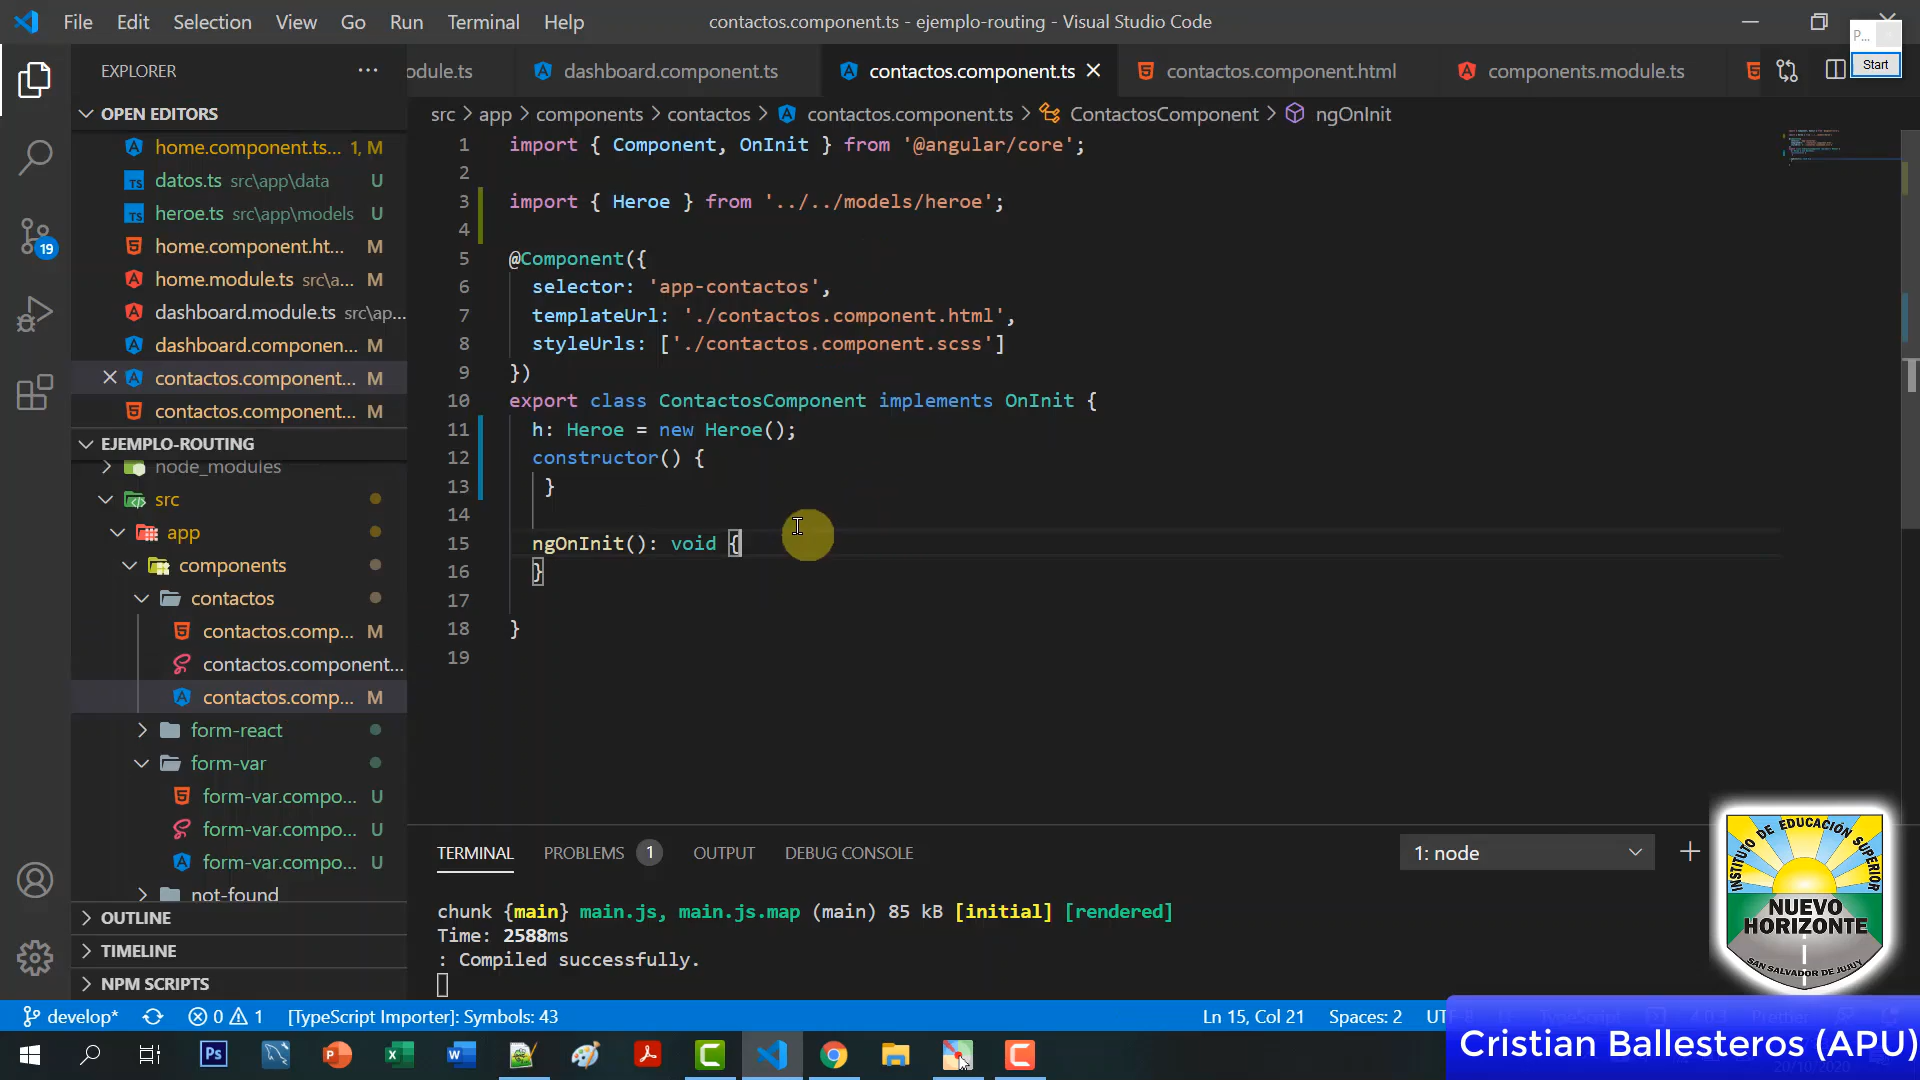 File Edit Selection View Go Run Terminal Help
contactos.component.ts - ejemplo-routing - Visual Studio Code
P...
Start
EXPLORER
OPEN EDITORS
home.component.ts... 1, M
datos.ts src\app\data U
heroe.ts src\app\models U
home.component.ht... M
home.module.ts src\a... M
dashboard.module.ts src\ap...
dashboard.componen... M
contactos.component... M
contactos.component... M
EJEMPLO-ROUTING
node_modules
src
app
components
contactos
contactos.comp... M
contactos.component...
contactos.comp... M
form-react
form-var
form-var.compo... U
form-var.compo... U
form-var.compo... U
not-found
OUTLINE
TIMELINE
NPM SCRIPTS
19
odule.ts dashboard.component.ts contactos.component.ts contactos.component.html components.module.ts
src > app > components > contactos > contactos.component.ts > ContactosComponent > ngOnInit
1 import { Component, OnInit } from '@angular/core';
2
3 import { Heroe } from '../../models/heroe';
4
5 @Component({
6 selector: 'app-contactos',
7 templateUrl: './contactos.component.html',
8 styleUrls: ['./contactos.component.scss']
9 })
10 export class ContactosComponent implements OnInit {
11 h: Heroe = new Heroe();
12 constructor() {
13 }
14
15 ngOnInit(): void {
16 }
17
18 }
19
TERMINAL PROBLEMS 1 OUTPUT DEBUG CONSOLE
1: node
chunk {main} main.js, main.js.map (main) 85 kB [initial] [rendered]
Time: 2588ms
: Compiled successfully.
INSTITUTO DE EDUCACIÓN SUPERIOR
NUEVO
HORIZONTE
SAN SALVADOR DE JUJUY
develop* 0 1 [TypeScript Importer]: Symbols: 43
Ln 15, Col 21 Spaces: 2
Cristian Ballesteros (APU)